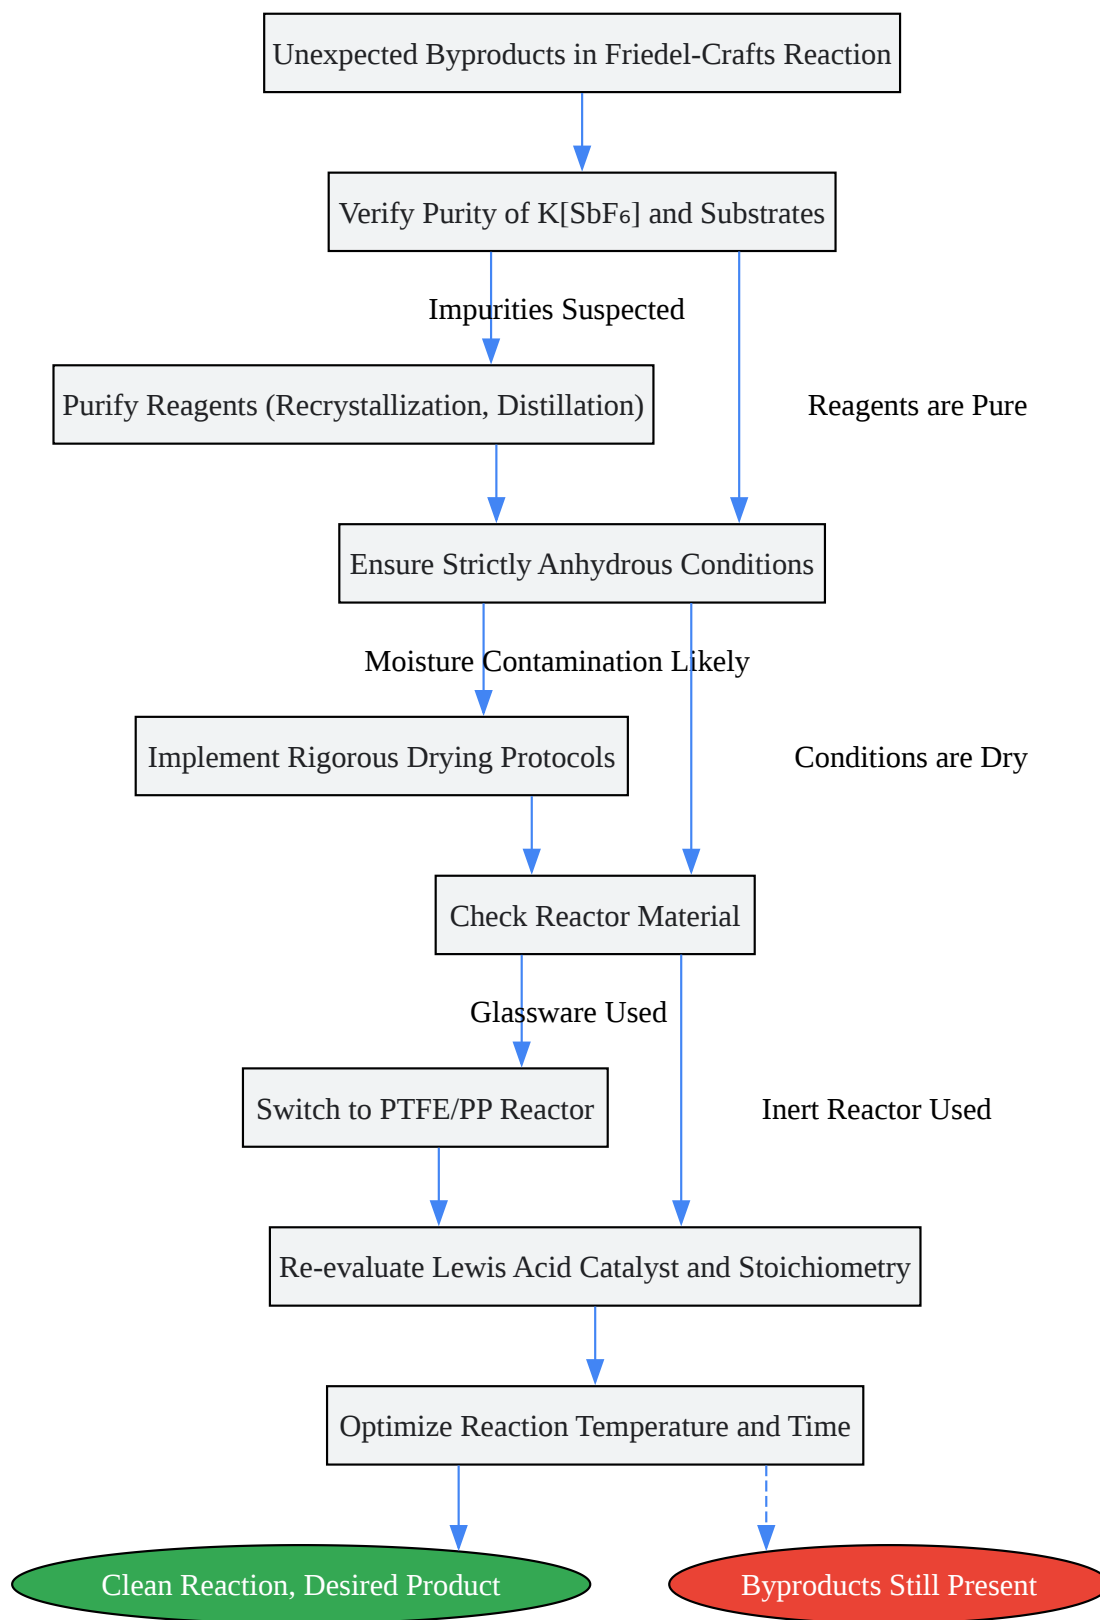 Unexpected Byproducts in Friedel-Crafts Reaction
Verify Purity of K[SbF₆] and Substrates
Impurities Suspected
Purify Reagents (Recrystallization, Distillation)
Reagents are Pure
Ensure Strictly Anhydrous Conditions
Moisture Contamination Likely
Implement Rigorous Drying Protocols
Conditions are Dry
Check Reactor Material
Glassware Used
Switch to PTFE/PP Reactor
Inert Reactor Used
Re-evaluate Lewis Acid Catalyst and Stoichiometry
Optimize Reaction Temperature and Time
Clean Reaction, Desired Product
Byproducts Still Present